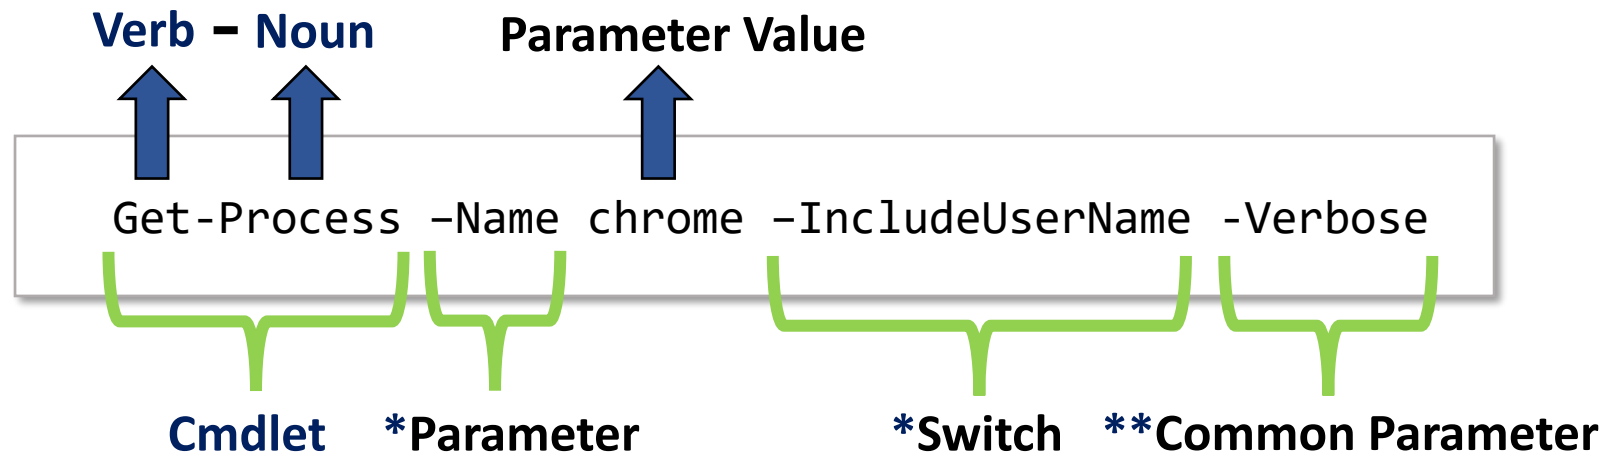 Verb – Noun Parameter Value
Get-Process –Name chrome –IncludeUserName -Verbose
Cmdlet *Parameter *Switch **Common Parameter